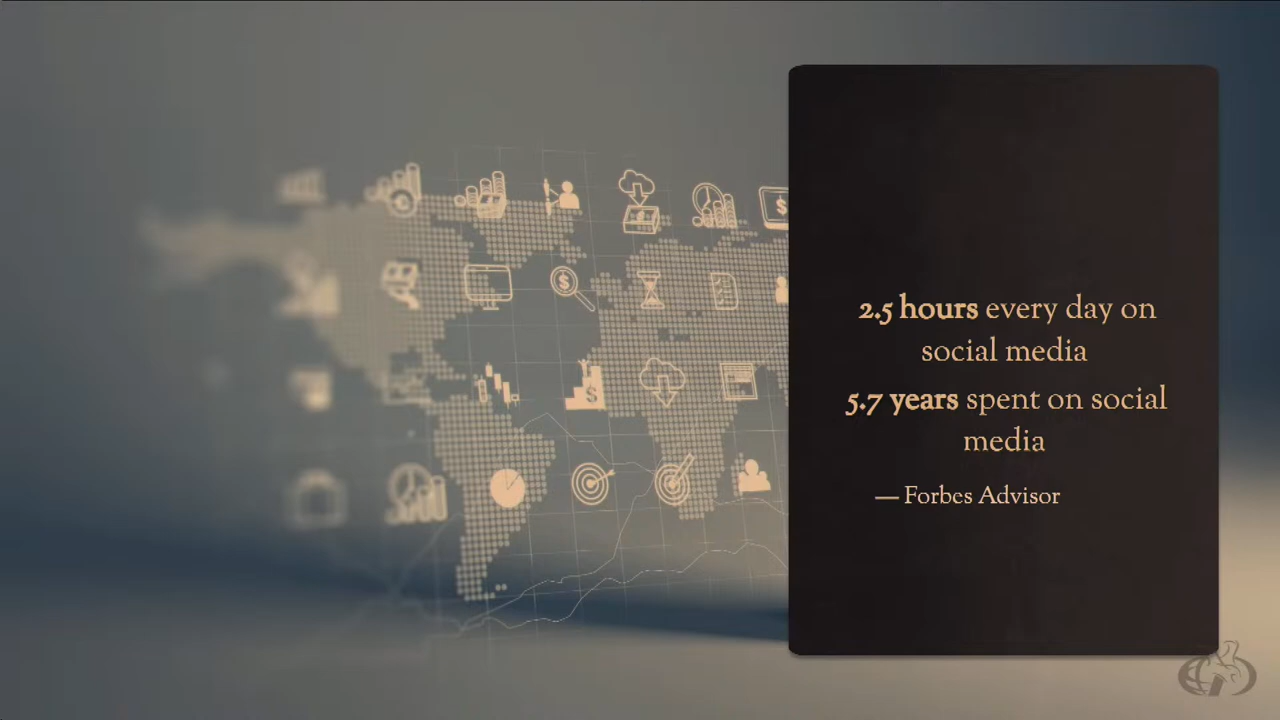 2.5 hours every day on
social media
5.7 years spent on social
media
— Forbes Advisor